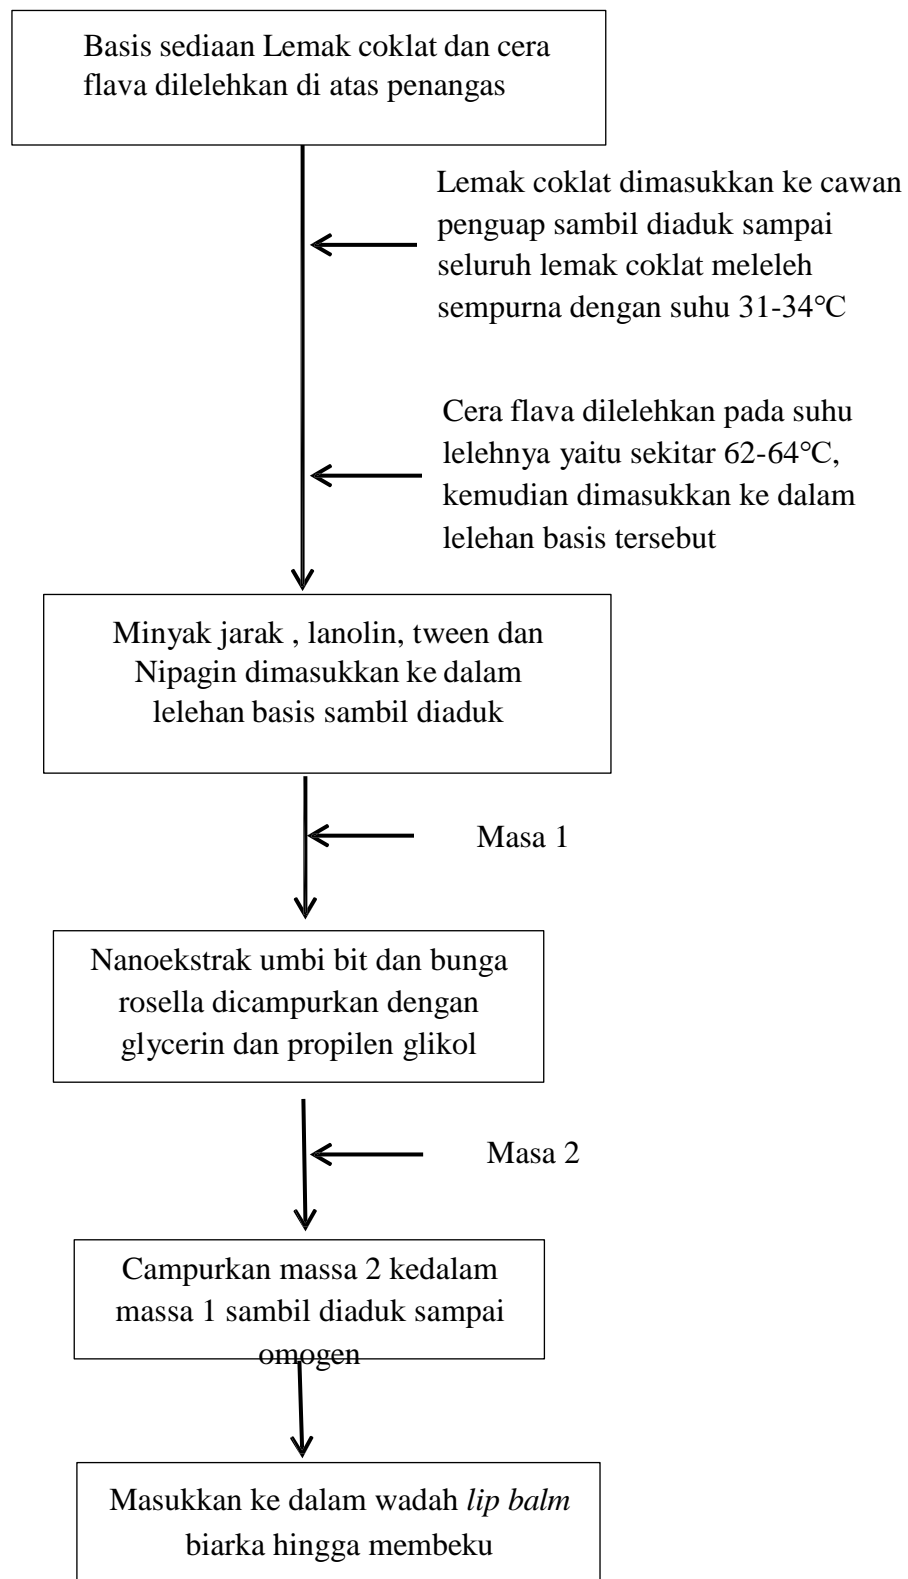 Basis sediaan Lemak coklat dan cera
flava dilelehkan di atas penangas
Lemak coklat dimasukkan ke cawan
penguap sambil diaduk sampai
seluruh lemak coklat meleleh
sempurna dengan suhu 31-34°C
Cera flava dilelehkan pada suhu
lelehnya yaitu sekitar 62-64°C,
kemudian dimasukkan ke dalam
lelehan basis tersebut
Minyak jarak , lanolin, tween dan
Nipagin dimasukkan ke dalam
lelehan basis sambil diaduk
Masa 1
Nanoekstrak umbi bit dan bunga
rosella dicampurkan dengan
glycerin dan propilen glikol
Masa 2
Campurkan massa 2 kedalam
massa 1 sambil diaduk sampai
omogen
Masukkan ke dalam wadah lip balm
biarka hingga membeku